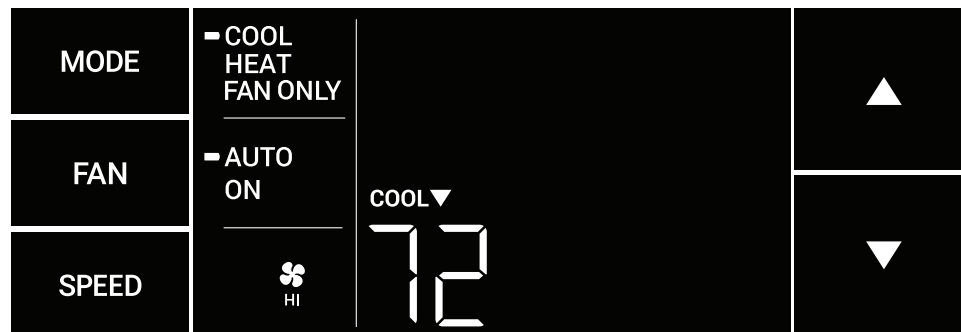 MODE
FAN
SPEED
COOL
HEAT
FAN ONLY
AUTO
ON
HI
COOL▼
72
▲
▼